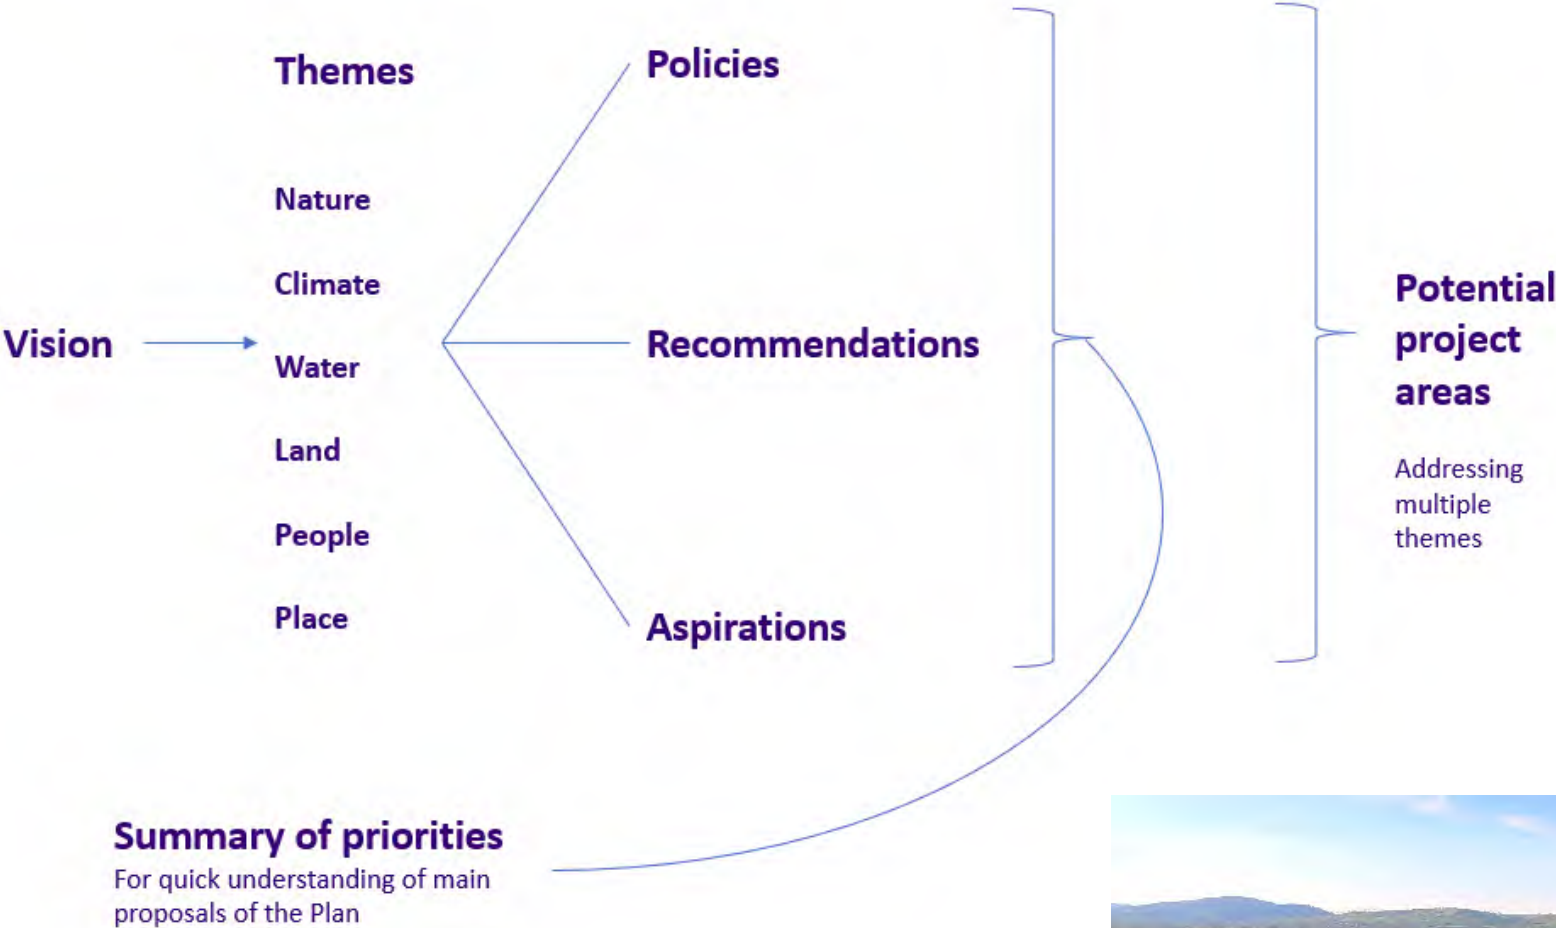 Vision
Themes
Nature
Climate
Water
Land
People
Place
Policies
Recommendations
Aspirations
Potential
project
areas
Addressing
multiple
themes
Summary of priorities
For quick understanding of main
proposals of the Plan